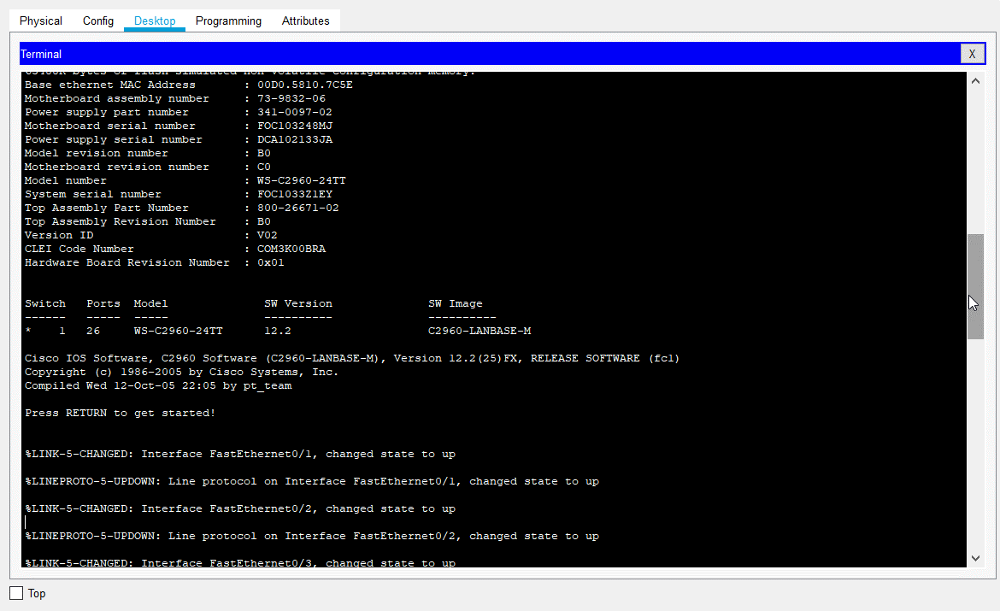 Physical Config Desktop Programming Attributes
Terminal X
63488K bytes of flash-simulated non-volatile configuration memory.
Base ethernet MAC Address : 00D0.5810.7C5E
Motherboard assembly number : 73-9832-06
Power supply part number : 341-0097-02
Motherboard serial number : FOC103248MJ
Power supply serial number : DCA102133JA
Model revision number : B0
Motherboard revision number : C0
Model number : WS-C2960-24TT
System serial number : FOC1033Z1EY
Top Assembly Part Number : 800-26671-02
Top Assembly Revision Number : B0
Version ID : V02
CLEI Code Number : COM3K00BRA
Hardware Board Revision Number : 0x01
Switch Ports Model SW Version SW Image
------ ----- ----- ---------- ----------
* 1 26 WS-C2960-24TT 12.2 C2960-LANBASE-M
Cisco IOS Software, C2960 Software (C2960-LANBASE-M), Version 12.2(25)FX, RELEASE SOFTWARE (fc1)
Copyright (c) 1986-2005 by Cisco Systems, Inc.
Compiled Wed 12-Oct-05 22:05 by pt_team
Press RETURN to get started!
%LINK-5-CHANGED: Interface FastEthernet0/1, changed state to up
%LINEPROTO-5-UPDOWN: Line protocol on Interface FastEthernet0/1, changed state to up
%LINK-5-CHANGED: Interface FastEthernet0/2, changed state to up
%LINEPROTO-5-UPDOWN: Line protocol on Interface FastEthernet0/2, changed state to up
%LINK-5-CHANGED: Interface FastEthernet0/3, changed state to up
Top